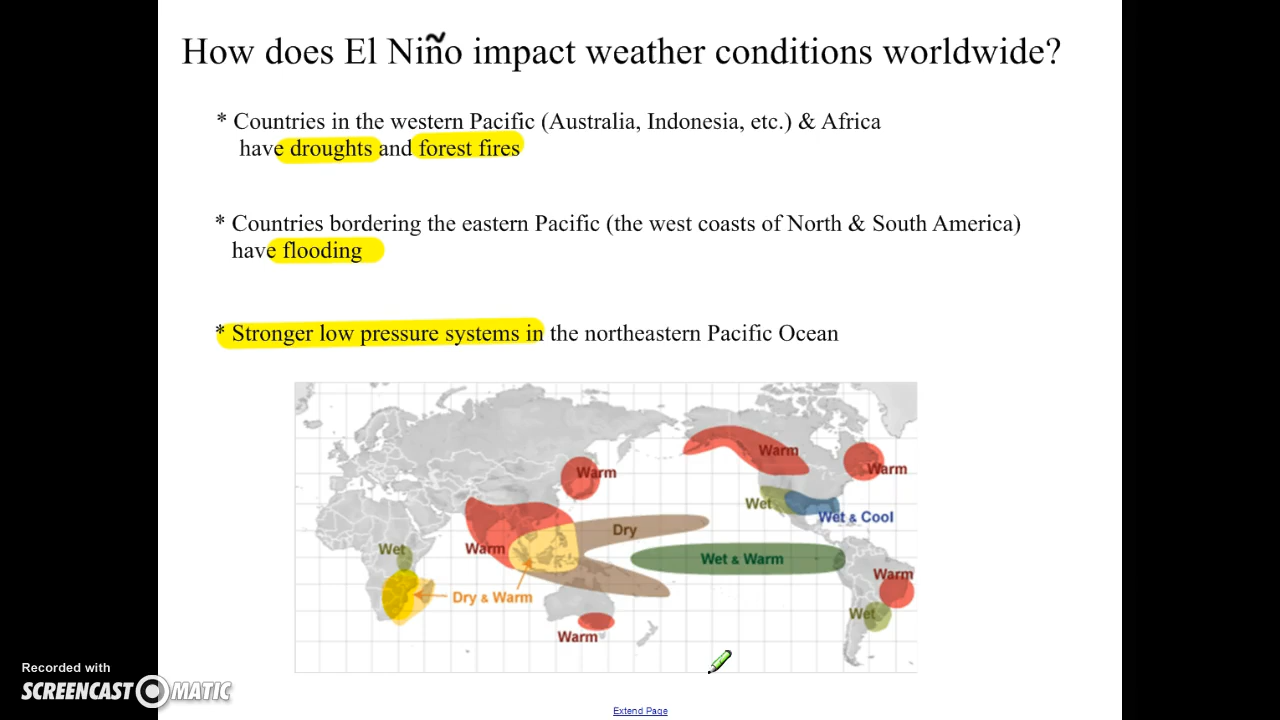 How does El Niño impact weather conditions worldwide?
* Countries in the western Pacific (Australia, Indonesia, etc.) & Africa
have droughts and forest fires
* Countries bordering the eastern Pacific (the west coasts of North & South America)
have flooding
* Stronger low pressure systems in the northeastern Pacific Ocean
Warm
Warm
Warm
Wet
Wet & Cool
Dry
Warm
Wet
Wet & Warm
Warm
Dry & Warm
Wet
Warm
Recorded with
SCREENCAST O MATIC
Extend Page